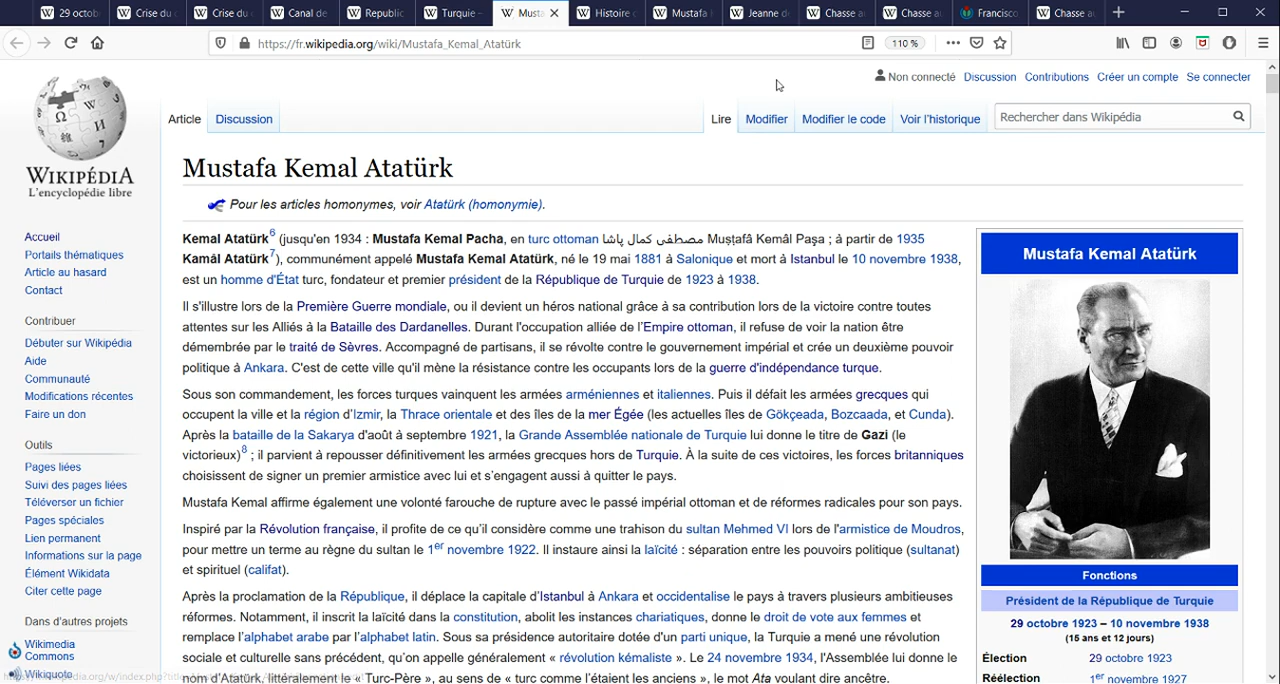 29 octob
Crise du c
Crise du
Canal de
Republic
Turquie –
Musta
Histoire d
Mustafa
Jeanne de
Chasse au
Chasse au
Francisco
Chasse au
https://fr.wikipedia.org/wiki/Mustafa_Kemal_Atatürk
110 %
Non connecté Discussion Contributions Créer un compte Se connecter
Article Discussion Lire Modifier Modifier le code Voir l'historique Rechercher dans Wikipédia
WIKIPÉDIA
L'encyclopédie libre
Accueil
Portails thématiques
Article au hasard
Contact
Contribuer
Débuter sur Wikipédia
Aide
Communauté
Modifications récentes
Faire un don
Outils
Pages liées
Suivi des pages liées
Téléverser un fichier
Pages spéciales
Lien permanent
Informations sur la page
Élément Wikidata
Citer cette page
Dans d'autres projets
Wikimedia
Commons
Wikiquote
Mustafa Kemal Atatürk
Pour les articles homonymes, voir Atatürk (homonymie).
Kemal Atatürk6 (jusqu'en 1934 : Mustafa Kemal Pacha, en turc ottoman مصطفى كمال پاشا Muṣṭafâ Kemâl Paşa ; à partir de 1935
Kamâl Atatürk7), communément appelé Mustafa Kemal Atatürk, né le 19 mai 1881 à Salonique et mort à Istanbul le 10 novembre 1938,
est un homme d'État turc, fondateur et premier président de la République de Turquie de 1923 à 1938.
Il s'illustre lors de la Première Guerre mondiale, ou il devient un héros national grâce à sa contribution lors de la victoire contre toutes
attentes sur les Alliés à la Bataille des Dardanelles. Durant l'occupation alliée de l'Empire ottoman, il refuse de voir la nation être
démembrée par le traité de Sèvres. Accompagné de partisans, il se révolte contre le gouvernement impérial et crée un deuxième pouvoir
politique à Ankara. C'est de cette ville qu'il mène la résistance contre les occupants lors de la guerre d'indépendance turque.
Sous son commandement, les forces turques vainquent les armées arméniennes et italiennes. Puis il défait les armées grecques qui
occupent la ville et la région d'Izmir, la Thrace orientale et des îles de la mer Égée (les actuelles îles de Gökçeada, Bozcaada, et Cunda).
Après la bataille de la Sakarya d'août à septembre 1921, la Grande Assemblée nationale de Turquie lui donne le titre de Gazi (le
victorieux)8 ; il parvient à repousser définitivement les armées grecques hors de Turquie. À la suite de ces victoires, les forces britanniques
choisissent de signer un premier armistice avec lui et s'engagent aussi à quitter le pays.
Mustafa Kemal affirme également une volonté farouche de rupture avec le passé impérial ottoman et de réformes radicales pour son pays.
Inspiré par la Révolution française, il profite de ce qu'il considère comme une trahison du sultan Mehmed VI lors de l'armistice de Moudros,
pour mettre un terme au règne du sultan le 1er novembre 1922. Il instaure ainsi la laïcité : séparation entre les pouvoirs politique (sultanat)
et spirituel (califat).
Après la proclamation de la République, il déplace la capitale d'Istanbul à Ankara et occidentalise le pays à travers plusieurs ambitieuses
réformes. Notamment, il inscrit la laïcité dans la constitution, abolit les instances chariatiques, donne le droit de vote aux femmes et
remplace l'alphabet arabe par l'alphabet latin. Sous sa présidence autoritaire dotée d'un parti unique, la Turquie a mené une révolution
sociale et culturelle sans précédent, qu'on appelle généralement « révolution kémaliste ». Le 24 novembre 1934, l'Assemblée lui donne le
nom d'Atatürk, littéralement le « Turc-Père », au sens de « turc comme l'étaient les anciens », le mot Ata voulant dire ancêtre.
Mustafa Kemal Atatürk
Fonctions
Président de la République de Turquie
29 octobre 1923 – 10 novembre 1938
(15 ans et 12 jours)
Élection 29 octobre 1923
Réélection 1er novembre 1927